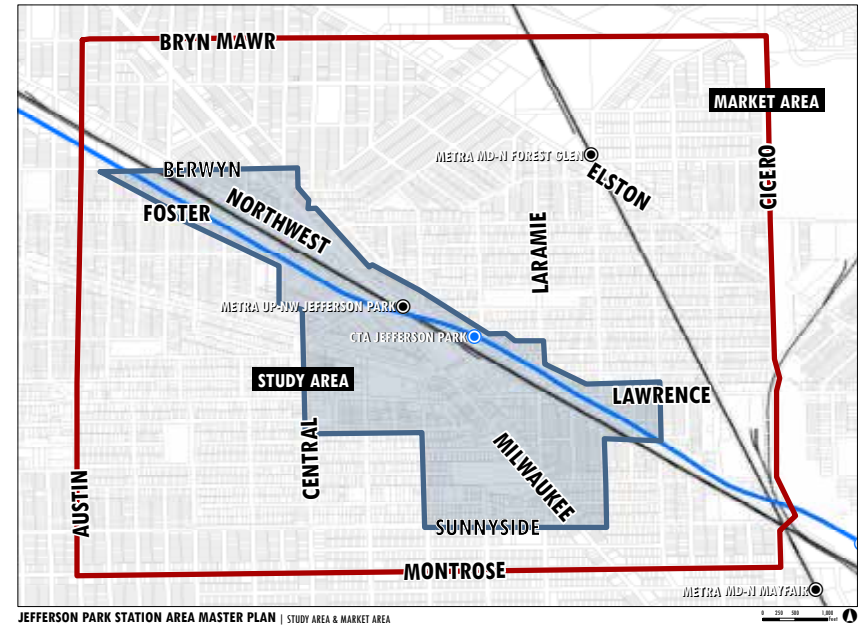 BRYN MAWR
MARKET AREA
METRA MD-N FOREST GLEN
ELSTON
CICERO
BERWYN
FOSTER
NORTHWEST
LARAMIE
METRA UP-NW JEFFERSON PARK
CTA JEFFERSON PARK
STUDY AREA
LAWRENCE
CENTRAL
MILWAUKEE
AUSTIN
SUNNYSIDE
MONTROSE
METRA MD-N MAYFAIR
JEFFERSON PARK STATION AREA MASTER PLAN | STUDY AREA & MARKET AREA
0 250 500 1,000
Feet